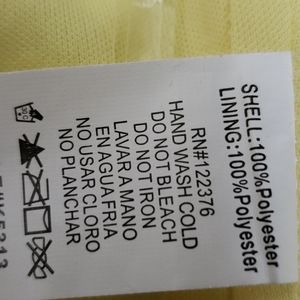 SHELL:100%Polyester
LINING:100%Polyester
RN#122376
HAND WASH COLD
DO NOT BLEACH
DO NOT IRON
LAVAR A MANO
EN AGUA FRIA
NO USAR CLORO
NO PLANCHAR